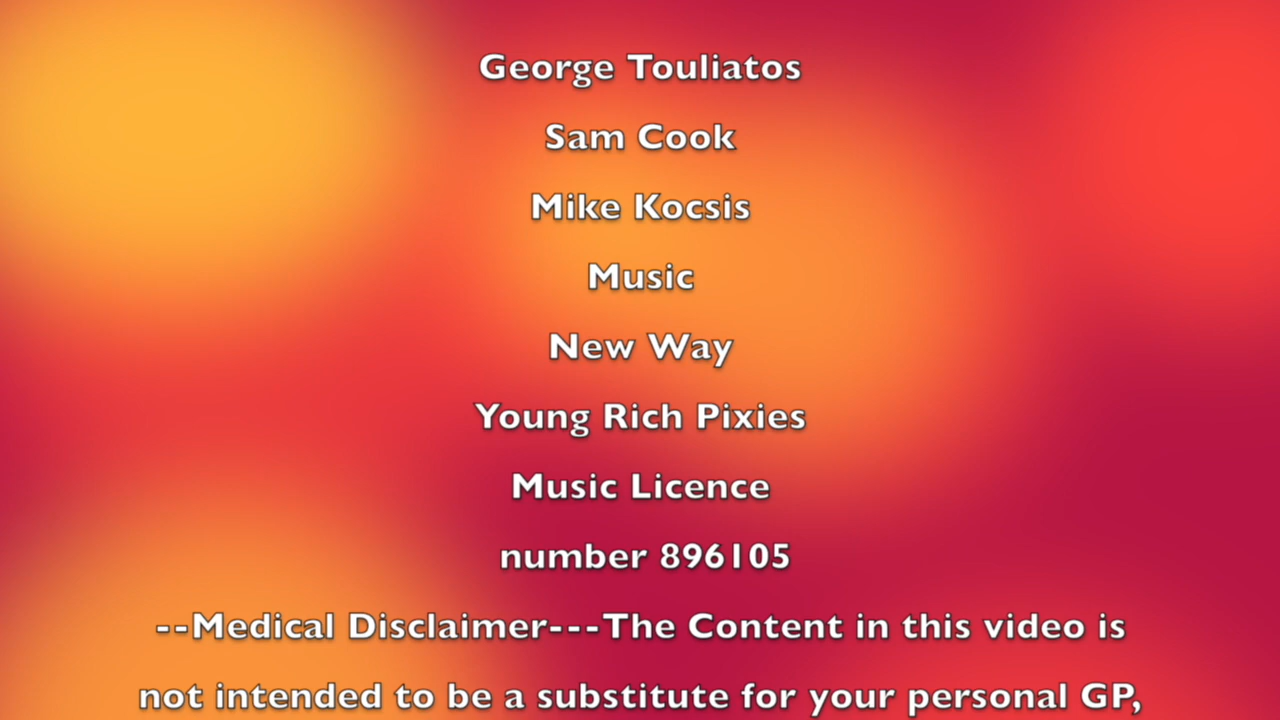 George Touliatos
Sam Cook
Mike Kocsis
Music
New Way
Young Rich Pixies
Music Licence
number 896105
--Medical Disclaimer---The Content in this video is
not intended to be a substitute for your personal GP,